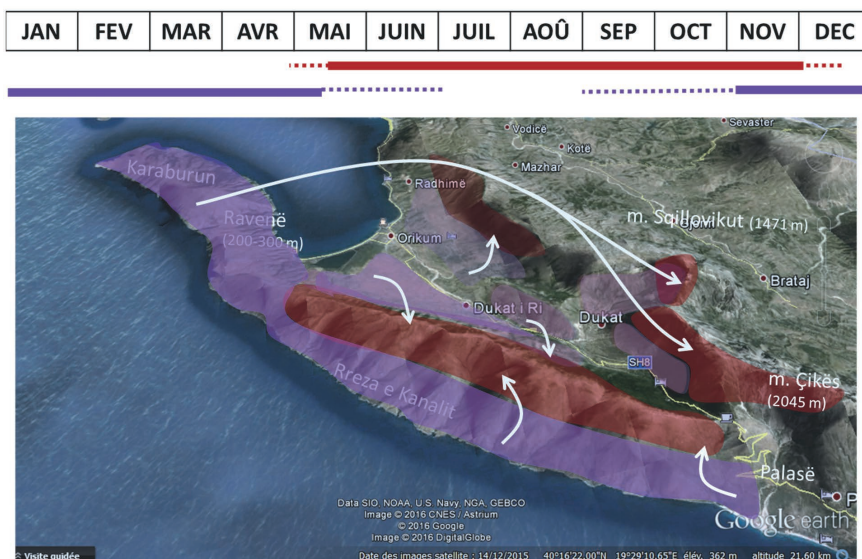 JAN FEV MAR AVR MAI JUIN JUIL AOÛ SEP OCT NOV DEC
Sevaster
Vodicë
Kotë
Mazhar
Karaburun
Radhimë
Ravenë
(200-300 m)
m. Sqillovikut (1471 m)
Orikum
Brataj
Dukat i Ri
Dukat
SH8
Rreza e Kanalit
m. Çikës
(2045 m)
Palasë
P
Data SIO, NOAA, U.S. Navy, NGA, GEBCO
Image © 2016 CNES / Astrium
© 2016 Google
Image © 2016 DigitalGlobe
Google earth
Visite guidée
Date des images satellite : 14/12/2015 40°16'22.00"N 19°29'10.65"E élév. 362 m altitude 21.60 km